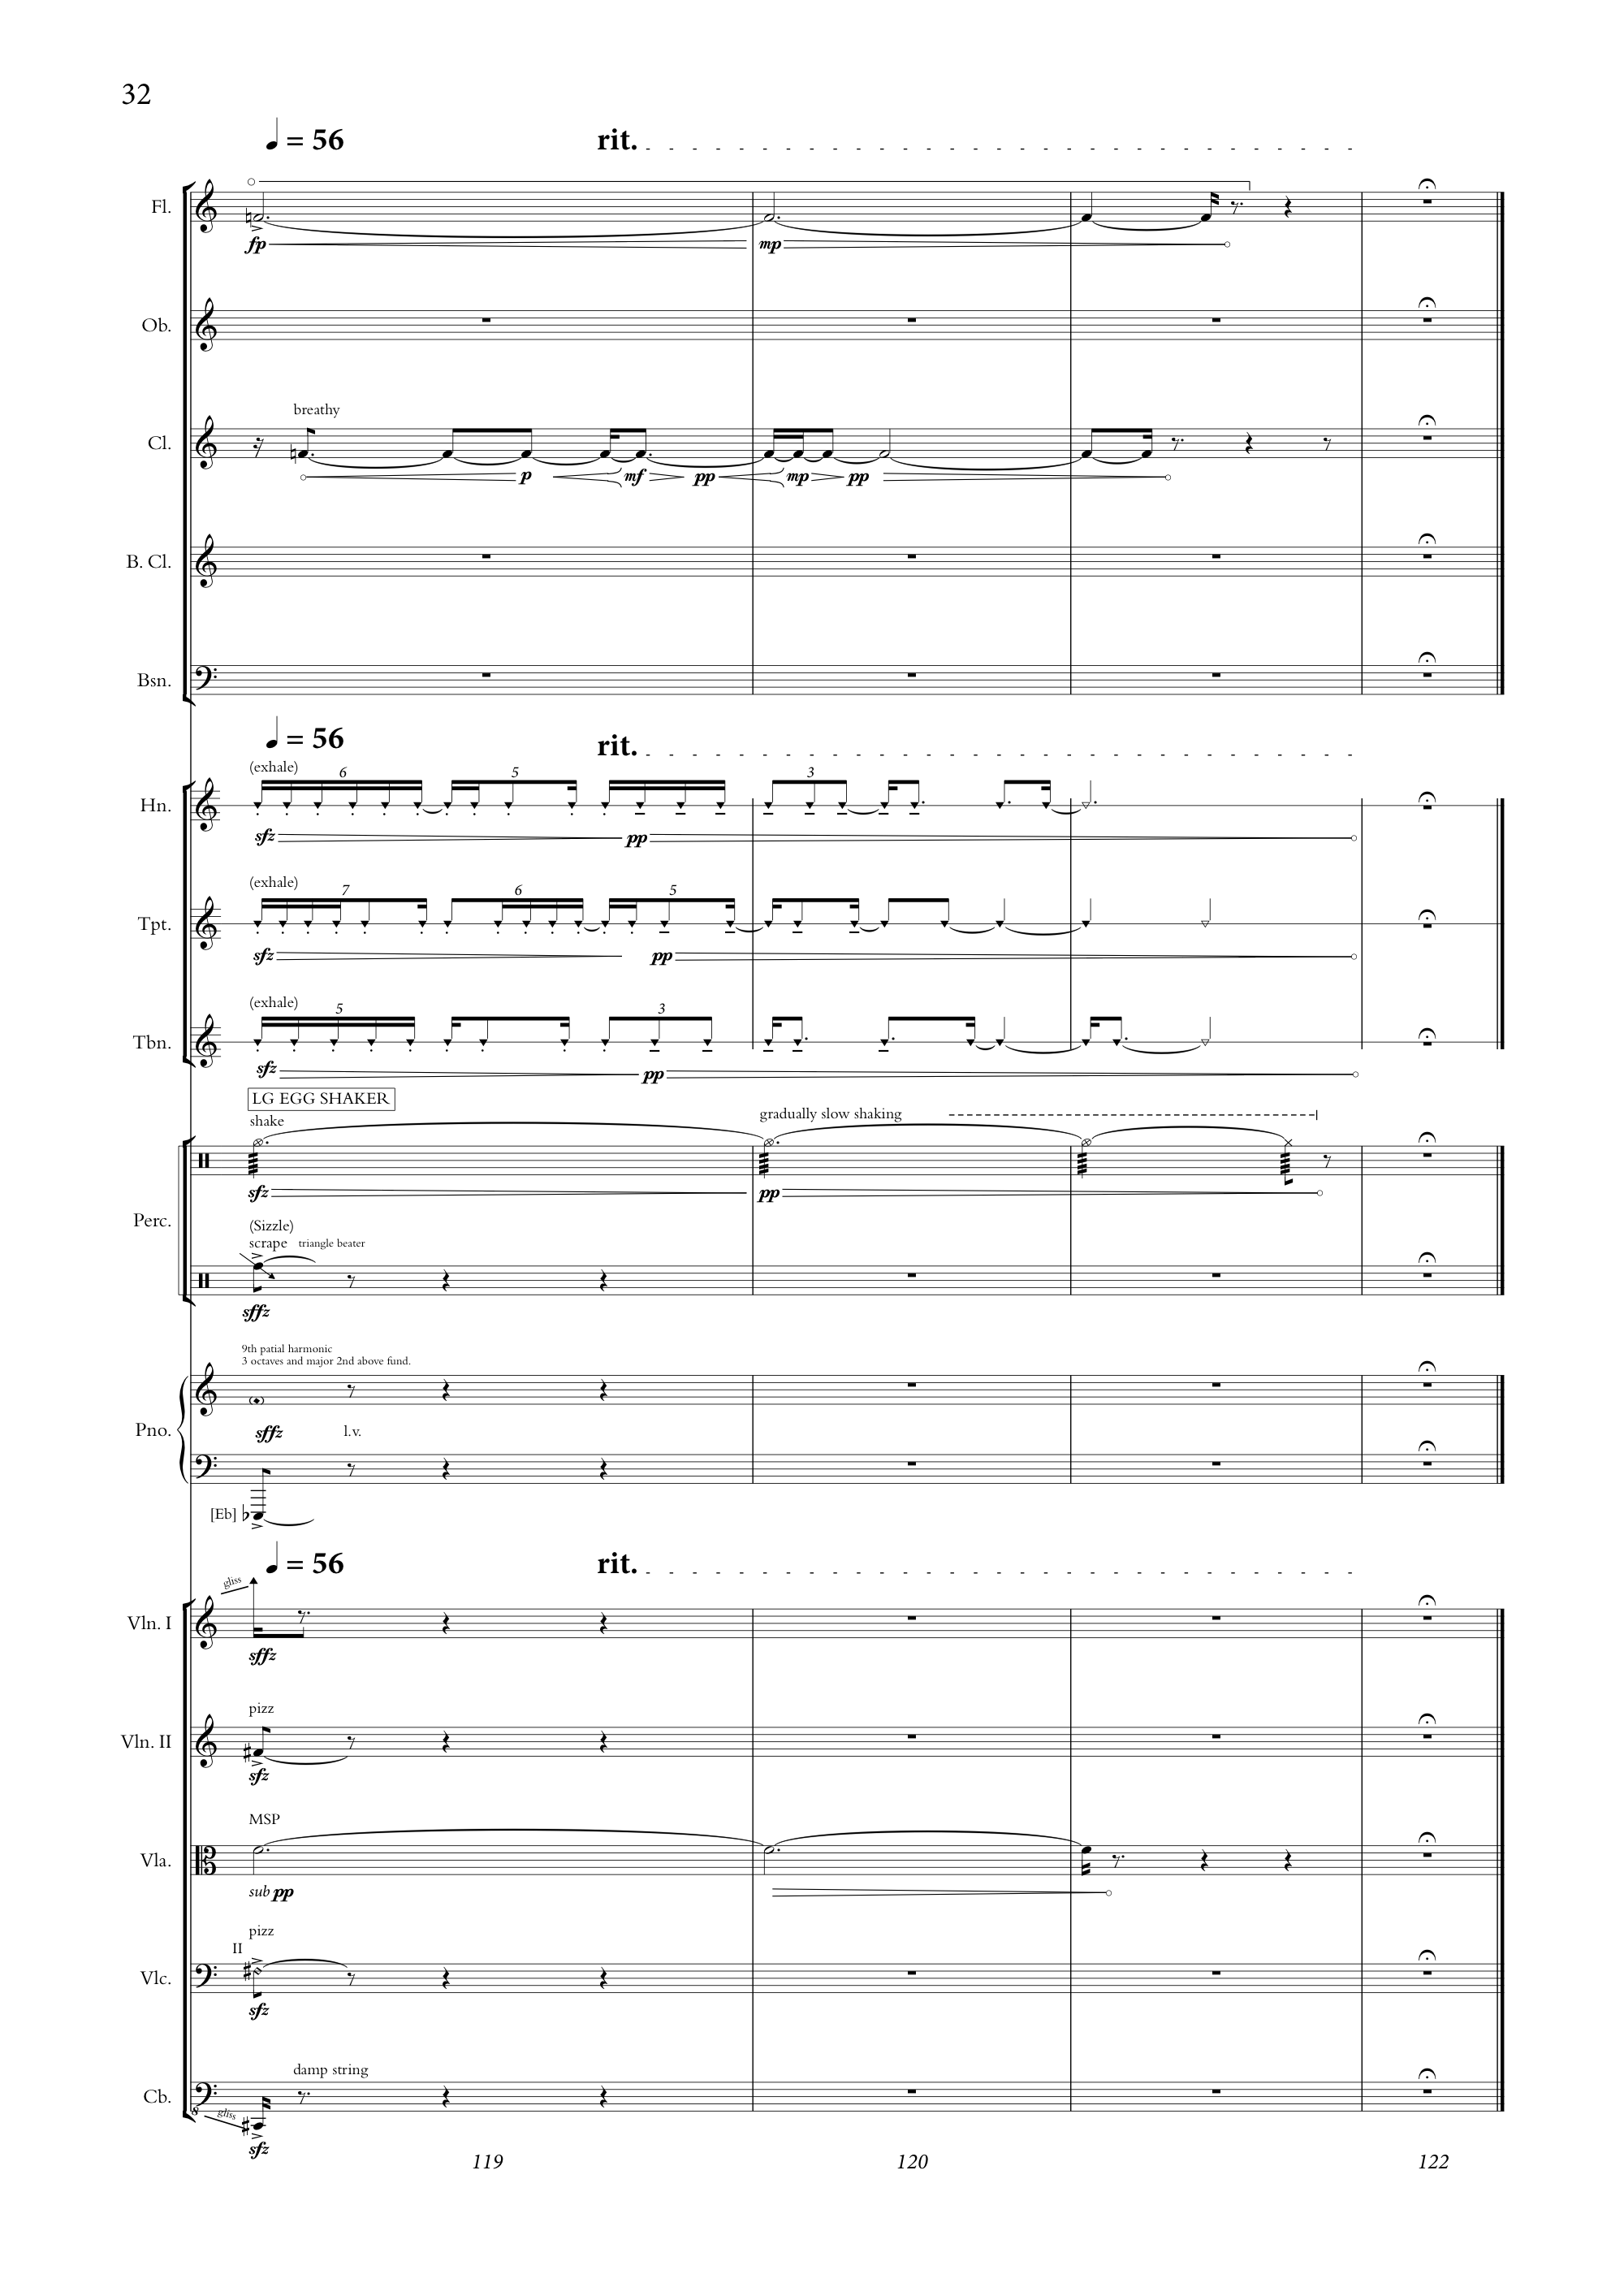 32
= 56 rit.
Fl.
fp mp
Ob.
breathy
Cl.
p mf pp mp pp
B. Cl.
Bsn.
= 56 rit.
(exhale)
6 5 3
Hn.
sfz pp
(exhale)
7 6 5
Tpt.
sfz pp
(exhale)
5 3
Tbn.
sfz pp
LG EGG SHAKER
shake gradually slow shaking
sfz pp
Perc.
(Sizzle)
scrape triangle beater
sffz
9th patial harmonic
3 octaves and major 2nd above fund.
Pno.
sffz l.v.
[Eb]
= 56 rit.
gliss
Vln. I
sffz
pizz
Vln. II
sfz
MSP
Vla.
sub pp
pizz
II
Vlc.
sfz
damp string
Cb.
8
gliss
sfz
119 120 122